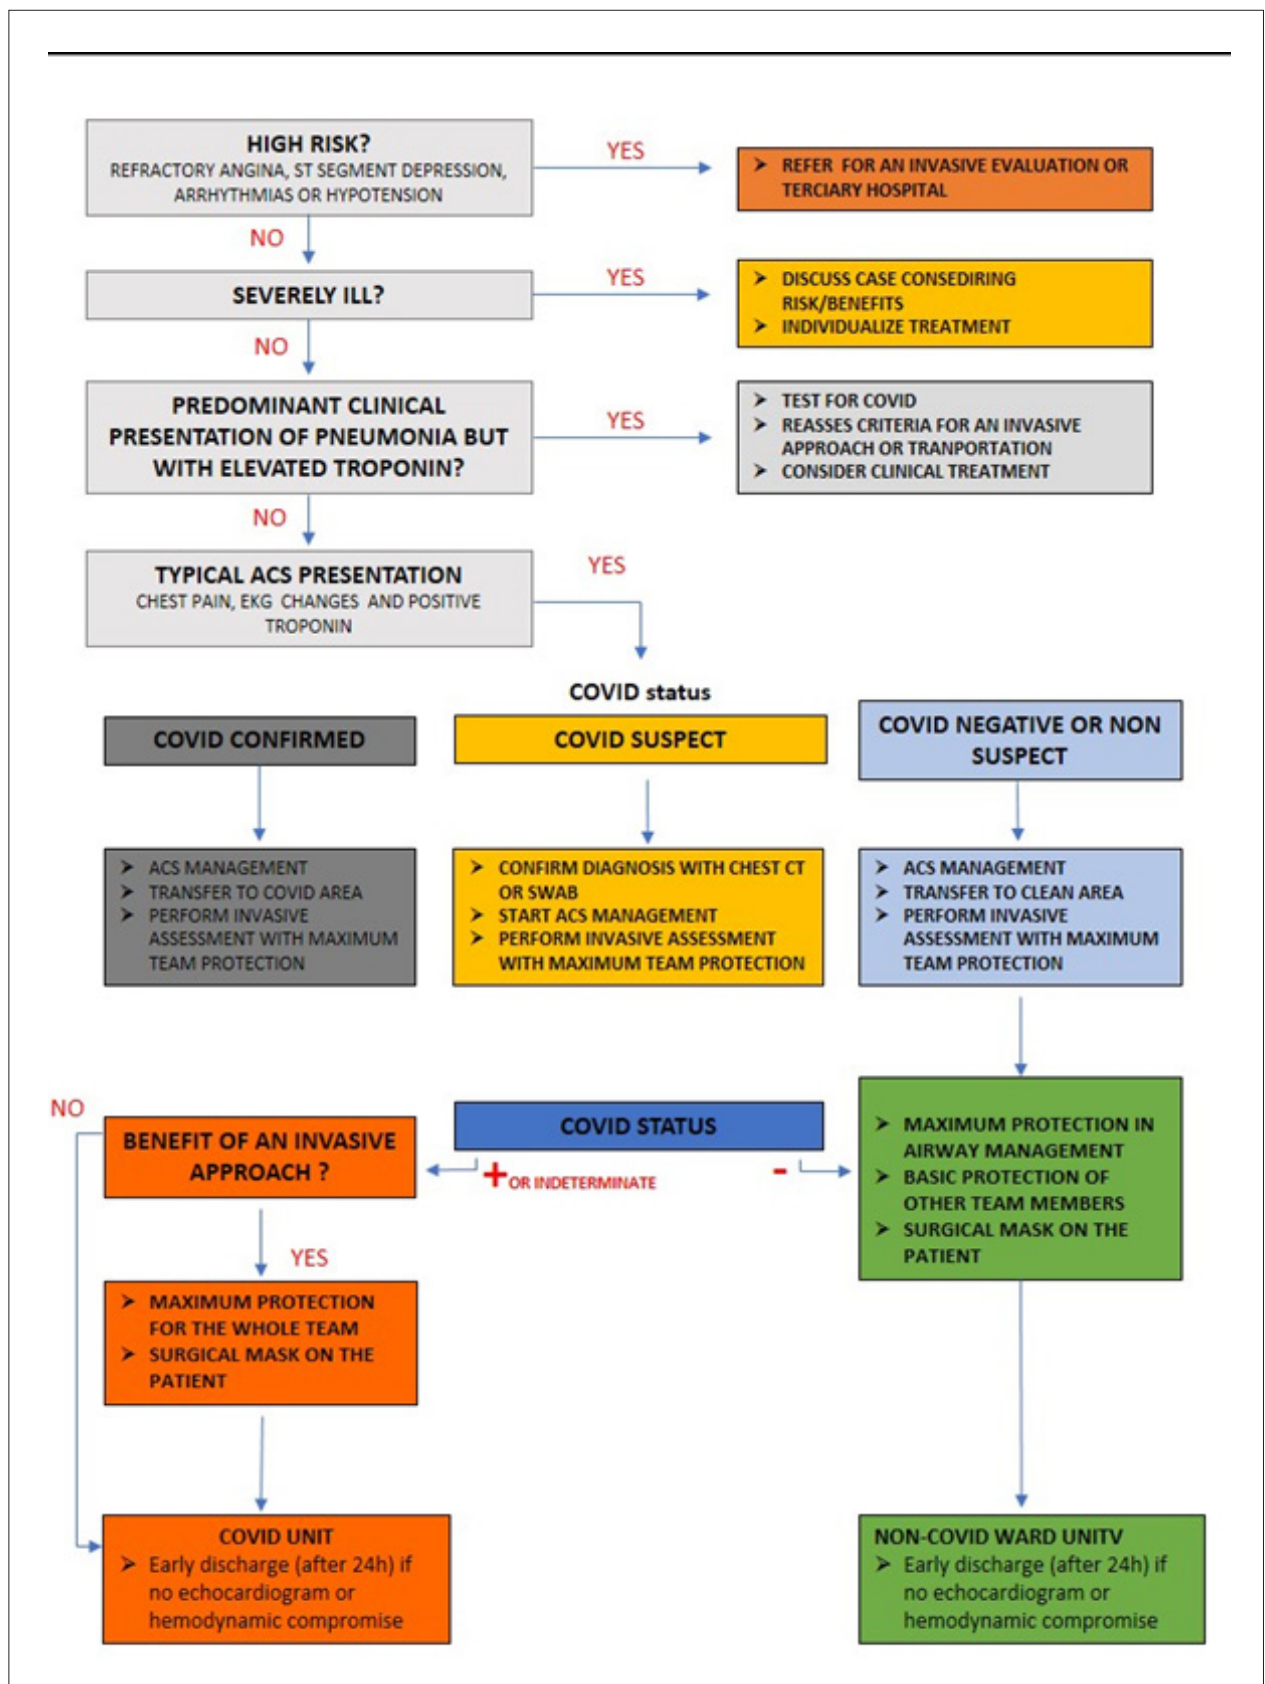 HIGH RISK?
REFRACTORY ANGINA, ST SEGMENT DEPRESSION,
ARRHYTHMIAS OR HYPOTENSION
YES
➤ REFER FOR AN INVASIVE EVALUATION OR
TERCIARY HOSPITAL
NO
SEVERELY ILL?
YES
➤ DISCUSS CASE CONSEDIRING
RISK/BENEFITS
➤ INDIVIDUALIZE TREATMENT
NO
PREDOMINANT CLINICAL
PRESENTATION OF PNEUMONIA BUT
WITH ELEVATED TROPONIN?
YES
➤ TEST FOR COVID
➤ REASSES CRITERIA FOR AN INVASIVE
APPROACH OR TRANPORTATION
➤ CONSIDER CLINICAL TREATMENT
NO
TYPICAL ACS PRESENTATION
CHEST PAIN, EKG CHANGES AND POSITIVE
TROPONIN
YES
COVID status
COVID CONFIRMED
COVID SUSPECT
COVID NEGATIVE OR NON
SUSPECT
➤ ACS MANAGEMENT
➤ TRANSFER TO COVID AREA
➤ PERFORM INVASIVE
ASSESSMENT WITH MAXIMUM
TEAM PROTECTION
➤ CONFIRM DIAGNOSIS WITH CHEST CT
OR SWAB
➤ START ACS MANAGEMENT
➤ PERFORM INVASIVE ASSESSMENT
WITH MAXIMUM TEAM PROTECTION
➤ ACS MANAGEMENT
➤ TRANSFER TO CLEAN AREA
➤ PERFORM INVASIVE
ASSESSMENT WITH MAXIMUM
TEAM PROTECTION
COVID STATUS
+ OR INDETERMINATE
-
NO
BENEFIT OF AN INVASIVE
APPROACH ?
YES
➤ MAXIMUM PROTECTION
FOR THE WHOLE TEAM
➤ SURGICAL MASK ON THE
PATIENT
➤ MAXIMUM PROTECTION IN
AIRWAY MANAGEMENT
➤ BASIC PROTECTION OF
OTHER TEAM MEMBERS
➤ SURGICAL MASK ON THE
PATIENT
COVID UNIT
➤ Early discharge (after 24h) if
no echocardiogram or
hemodynamic compromise
NON-COVID WARD UNITV
➤ Early discharge (after 24h) if
no echocardiogram or
hemodynamic compromise